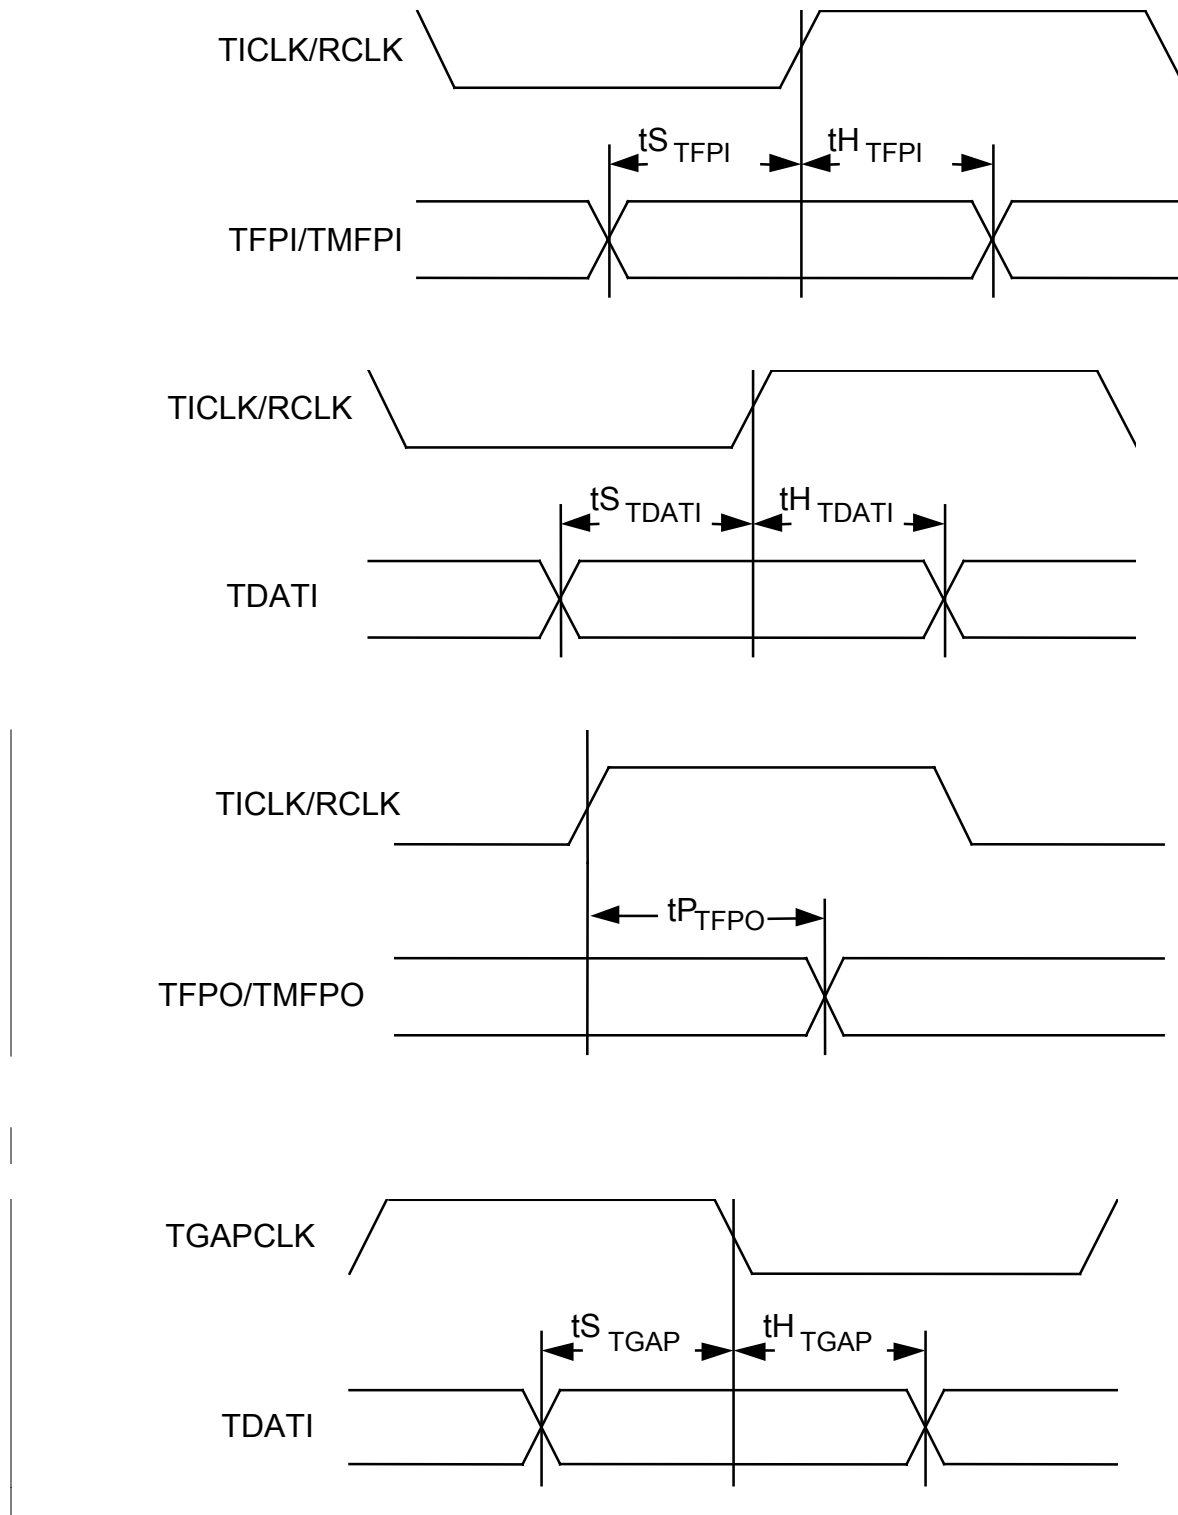 TICLK/RCLK
tS TFPI tH TFPI
TFPI/TMFPI
TICLK/RCLK
tS TDATI tH TDATI
TDATI
TICLK/RCLK
tPTFPO
TFPO/TMFPO
TGAPCLK
tS TGAP tH TGAP
TDATI